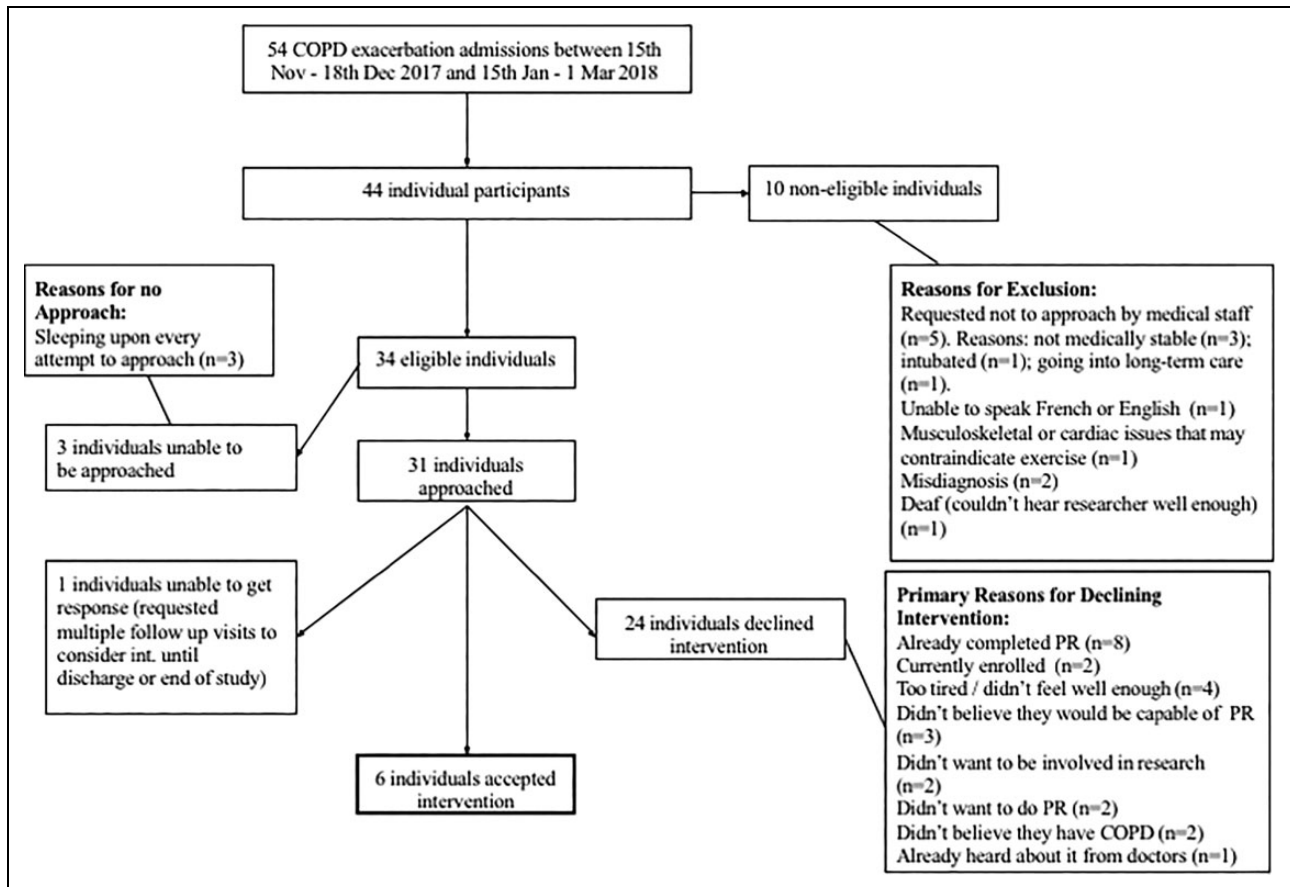 54 COPD exacerbation admissions between 15th
Nov - 18th Dec 2017 and 15th Jan - 1 Mar 2018
44 individual participants
10 non-eligible individuals
Reasons for no
Approach:
Sleeping upon every
attempt to approach (n=3)
Reasons for Exclusion:
Requested not to approach by medical staff
(n=5). Reasons: not medically stable (n=3);
intubated (n=1); going into long-term care
(n=1).
Unable to speak French or English (n=1)
Musculoskeletal or cardiac issues that may
contraindicate exercise (n=1)
Misdiagnosis (n=2)
Deaf (couldn't hear researcher well enough)
(n=1)
34 eligible individuals
3 individuals unable to
be approached
31 individuals
approached
1 individuals unable to get
response (requested
multiple follow up visits to
consider int. until
discharge or end of study)
24 individuals declined
intervention
Primary Reasons for Declining
Intervention:
Already completed PR (n=8)
Currently enrolled (n=2)
Too tired / didn't feel well enough (n=4)
Didn't believe they would be capable of PR
(n=3)
Didn't want to be involved in research
(n=2)
Didn't want to do PR (n=2)
Didn't believe they have COPD (n=2)
Already heard about it from doctors (n=1)
6 individuals accepted
intervention